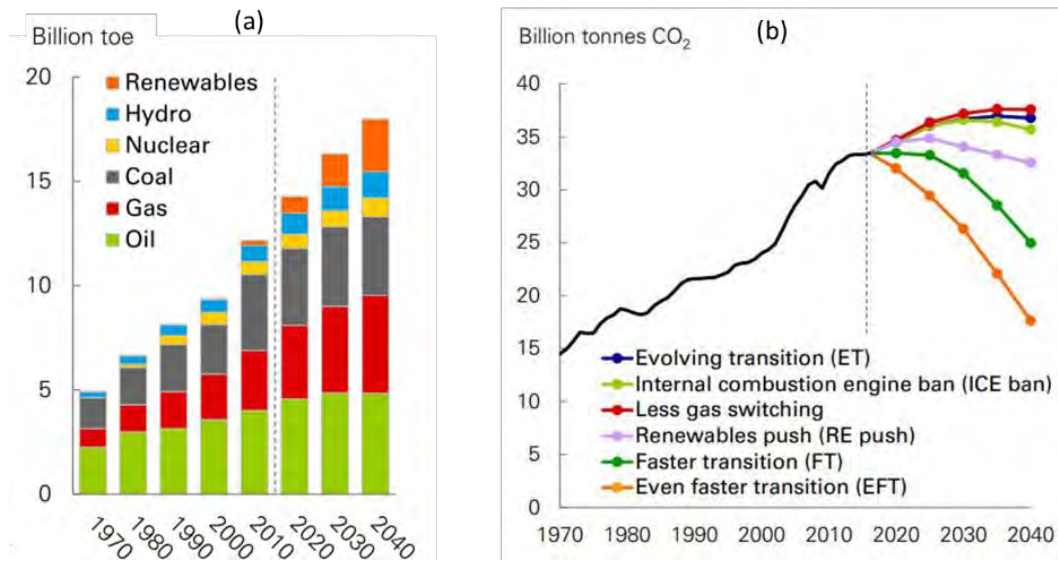 (a)
Billion toe
20
15
10
5
0
Renewables
Hydro
Nuclear
Coal
Gas
Oil
1970
1980
1990
2000
2010
2020
2030
2040
(b)
Billion tonnes CO₂
40
35
30
25
20
15
10
5
0
Evolving transition (ET)
Internal combustion engine ban (ICE ban)
Less gas switching
Renewables push (RE push)
Faster transition (FT)
Even faster transition (EFT)
1970 1980 1990 2000 2010 2020 2030 2040